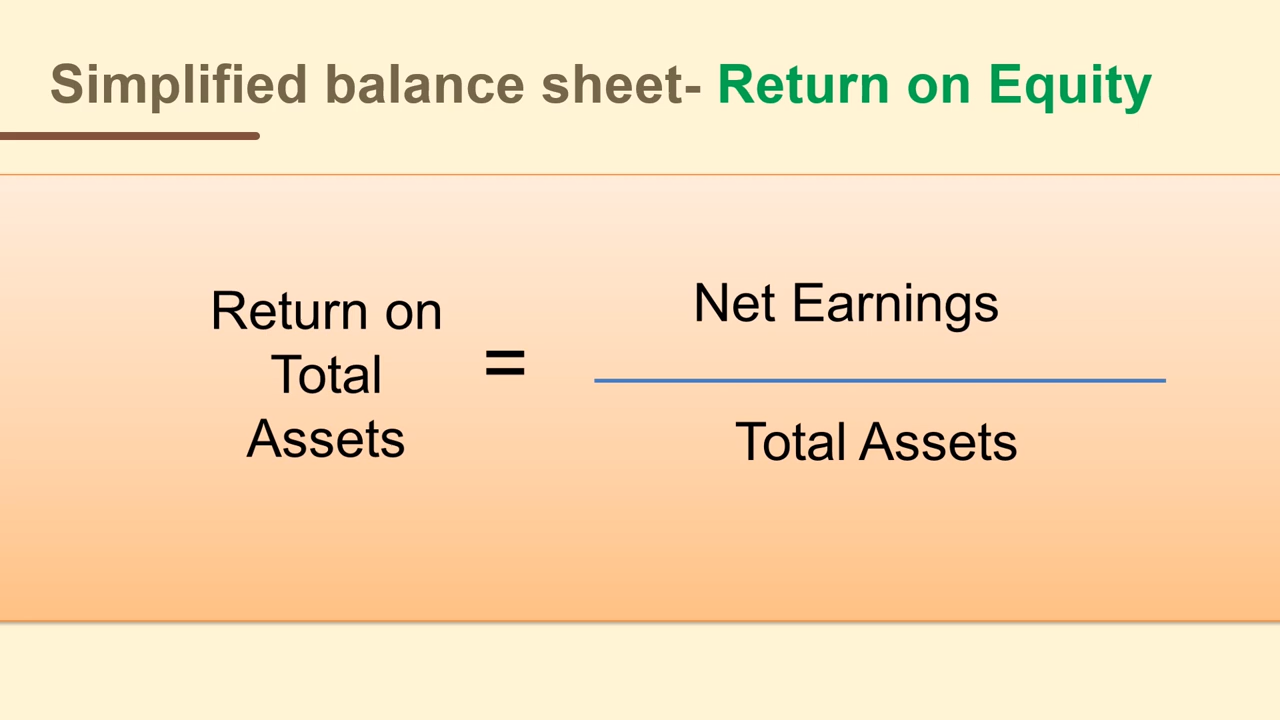 Simplified balance sheet- Return on Equity
Return on
Total
Assets
=
Net Earnings
Total Assets